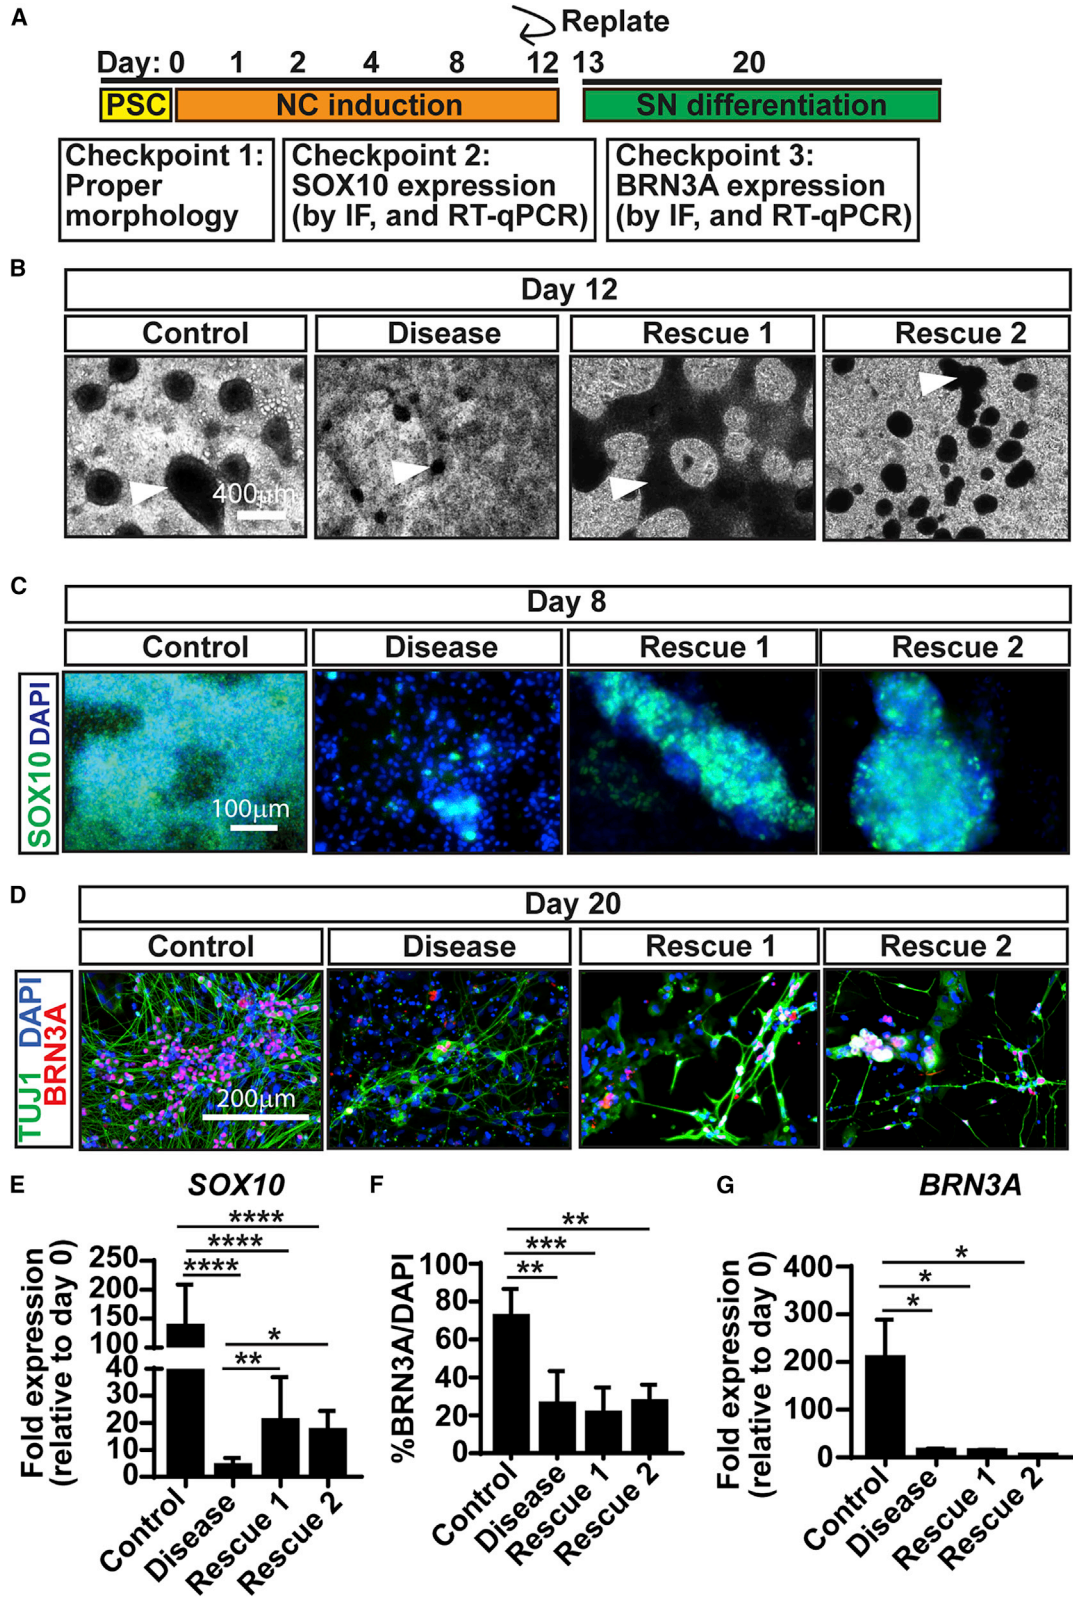 A
Replate
Day: 0 1 2 4 8 12 13 20
PSC NC induction SN differentiation
Checkpoint 1:
Proper
morphology
Checkpoint 2:
SOX10 expression
(by IF, and RT-qPCR)
Checkpoint 3:
BRN3A expression
(by IF, and RT-qPCR)
B
Day 12
Control Disease Rescue 1 Rescue 2
400μm
C
Day 8
Control Disease Rescue 1 Rescue 2
SOX10 DAPI
100μm
D
Day 20
Control Disease Rescue 1 Rescue 2
TUJ1 DAPI
BRN3A
200μm
E
SOX10
Fold expression
(relative to day 0)
250
200
150
100
40
30
20
10
0
****
****
****
*
**
Control
Disease
Rescue 1
Rescue 2
F
%BRN3A/DAPI
100
80
60
40
20
0
**
***
**
Control
Disease
Rescue 1
Rescue 2
G
BRN3A
Fold expression
(relative to day 0)
400
300
200
100
0
*
*
*
Control
Disease
Rescue 1
Rescue 2